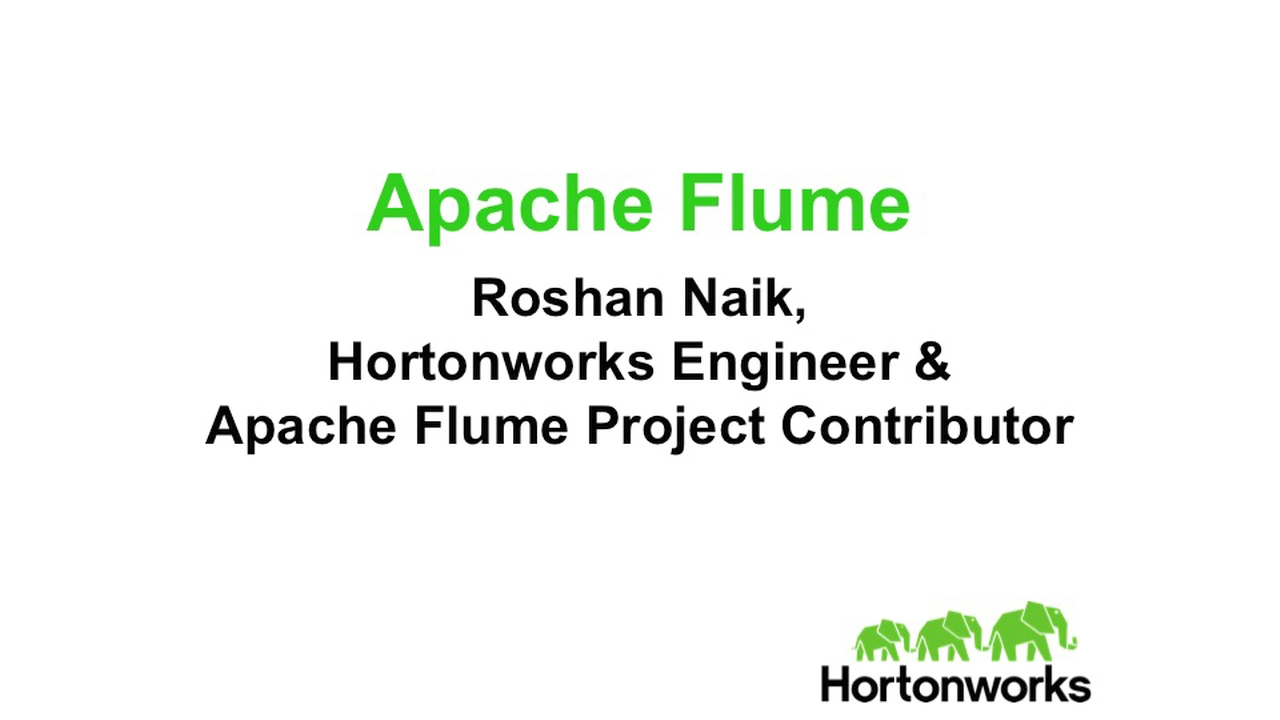 Apache Flume
Roshan Naik,
Hortonworks Engineer &
Apache Flume Project Contributor
Hortonworks